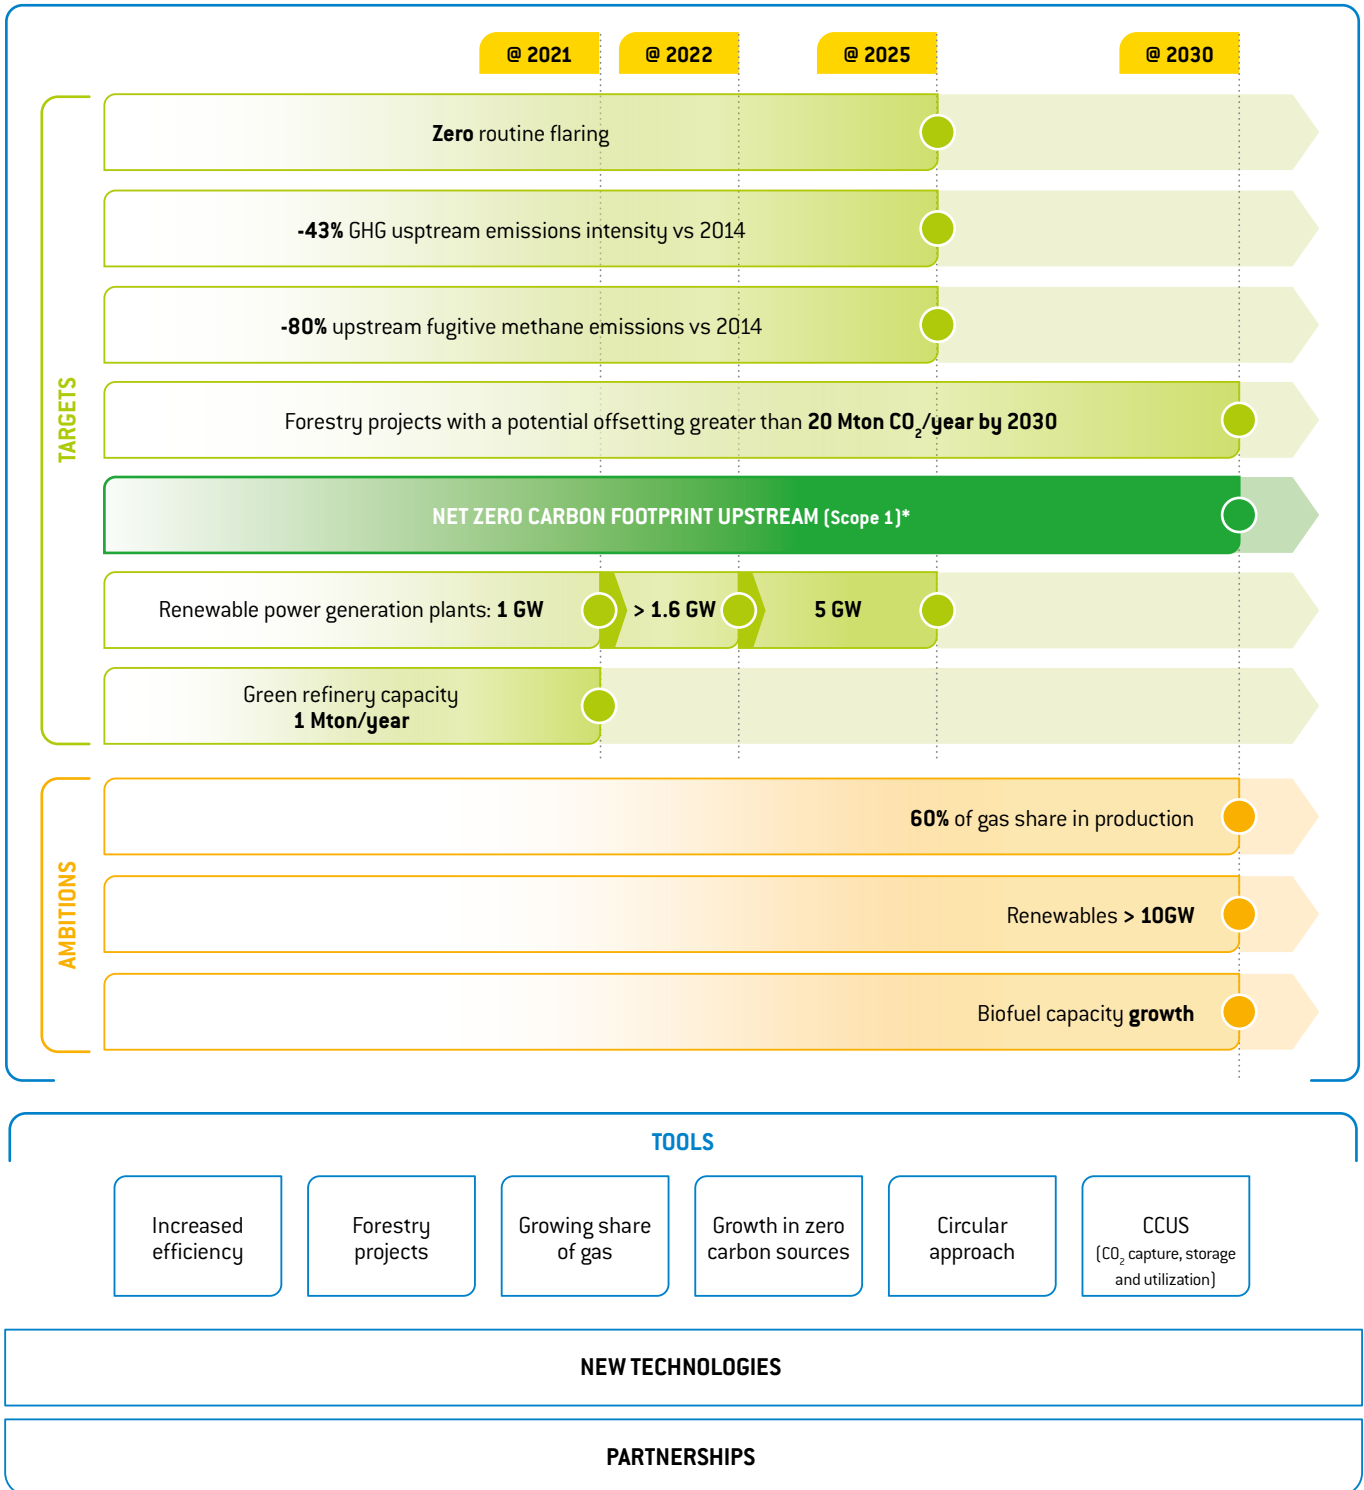 @ 2021
@ 2022
@ 2025
@ 2030
TARGETS
Zero routine flaring
-43% GHG usptream emissions intensity vs 2014
-80% upstream fugitive methane emissions vs 2014
Forestry projects with a potential offsetting greater than 20 Mton CO₂/year by 2030
NET ZERO CARBON FOOTPRINT UPSTREAM (Scope 1)*
Renewable power generation plants: 1 GW
> 1.6 GW
5 GW
Green refinery capacity
1 Mton/year
AMBITIONS
60% of gas share in production
Renewables > 10GW
Biofuel capacity growth
TOOLS
Increased
efficiency
Forestry
projects
Growing share
of gas
Growth in zero
carbon sources
Circular
approach
CCUS
(CO₂ capture, storage
and utilization)
NEW TECHNOLOGIES
PARTNERSHIPS